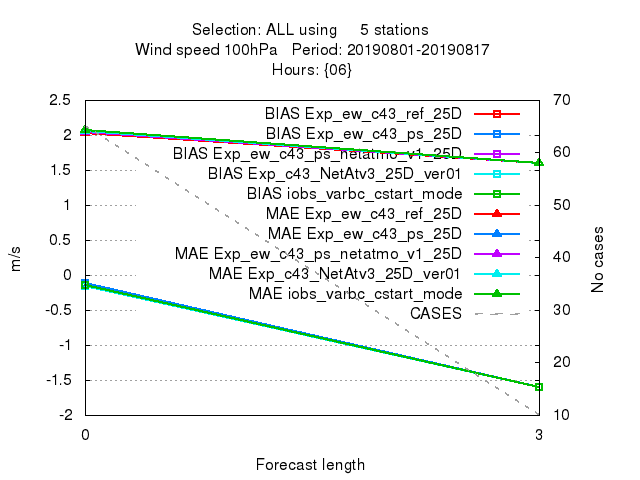 Selection: ALL using 5 stations
Wind speed 100hPa Period: 20190801-20190817
Hours: {06}
2.5
2
1.5
1
0.5
0
-0.5
-1
-1.5
-2
m/s
BIAS Exp_ew_c43_ref_25D
BIAS Exp_ew_c43_ps_25D
BIAS Exp_ew_c43_ps_netatmo_v1_25D
BIAS Exp_c43_NetAtv3_25D_ver01
BIAS iobs_varbc_cstart_mode
MAE Exp_ew_c43_ref_25D
MAE Exp_ew_c43_ps_25D
MAE Exp_ew_c43_ps_netatmo_v1_25D
MAE Exp_c43_NetAtv3_25D_ver01
MAE iobs_varbc_cstart_mode
CASES
70
60
50
40
30
20
10
No cases
0 3
Forecast length